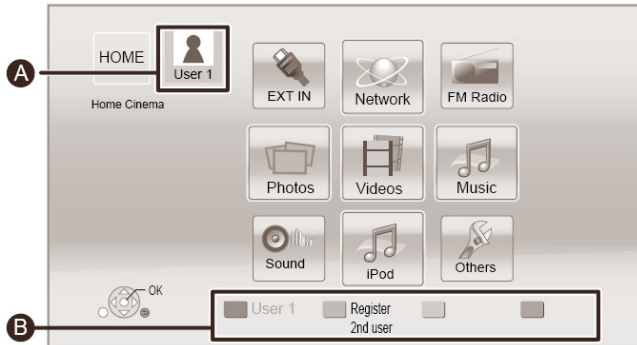 HOME
User 1
Home Cinema
A
EXT IN
Network
FM Radio
Photos
Videos
Music
Sound
iPod
Others
OK
B
User 1
Register
2nd user